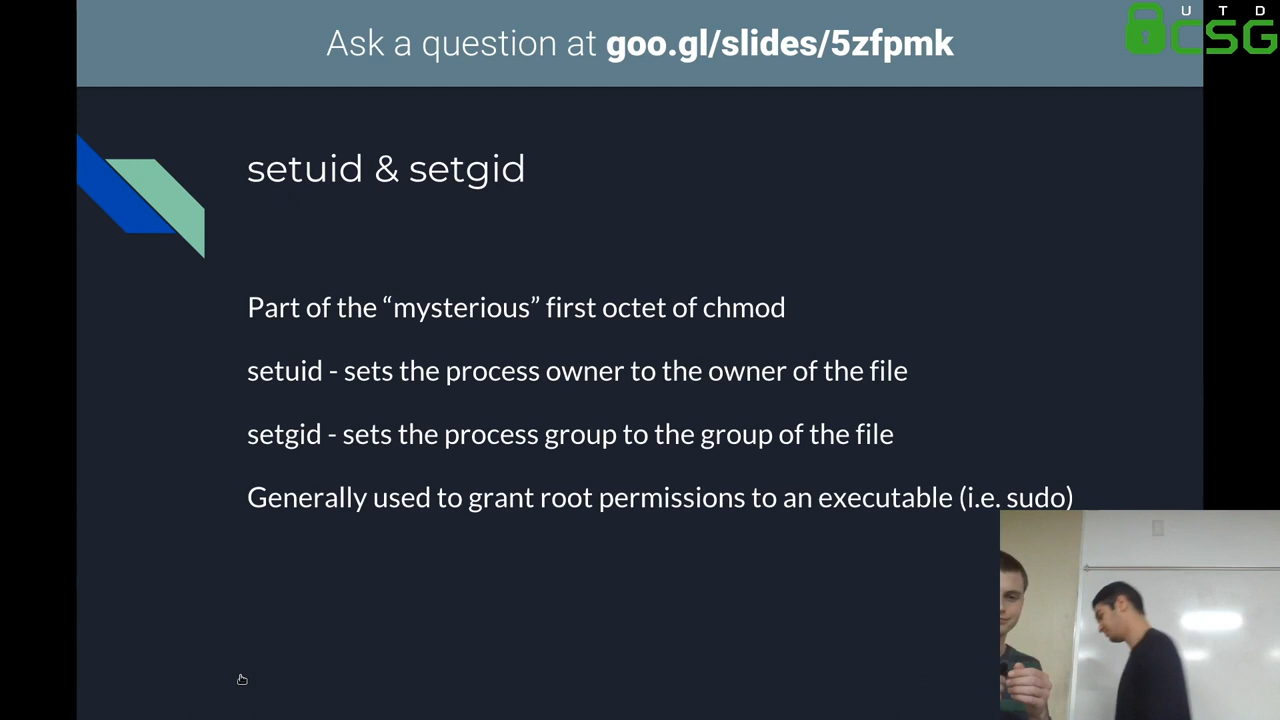 Ask a question at goo.gl/slides/5zfpmk
U T D
CSG
setuid & setgid
Part of the “mysterious” first octet of chmod
setuid - sets the process owner to the owner of the file
setgid - sets the process group to the group of the file
Generally used to grant root permissions to an executable (i.e. sudo)